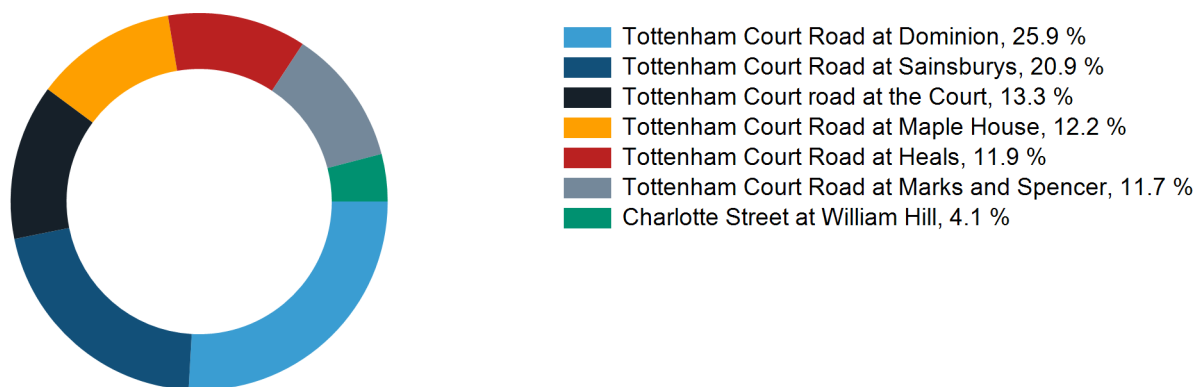 Tottenham Court Road at Dominion, 25.9 %
Tottenham Court Road at Sainsburys, 20.9 %
Tottenham Court road at the Court, 13.3 %
Tottenham Court Road at Maple House, 12.2 %
Tottenham Court Road at Heals, 11.9 %
Tottenham Court Road at Marks and Spencer, 11.7 %
Charlotte Street at William Hill, 4.1 %